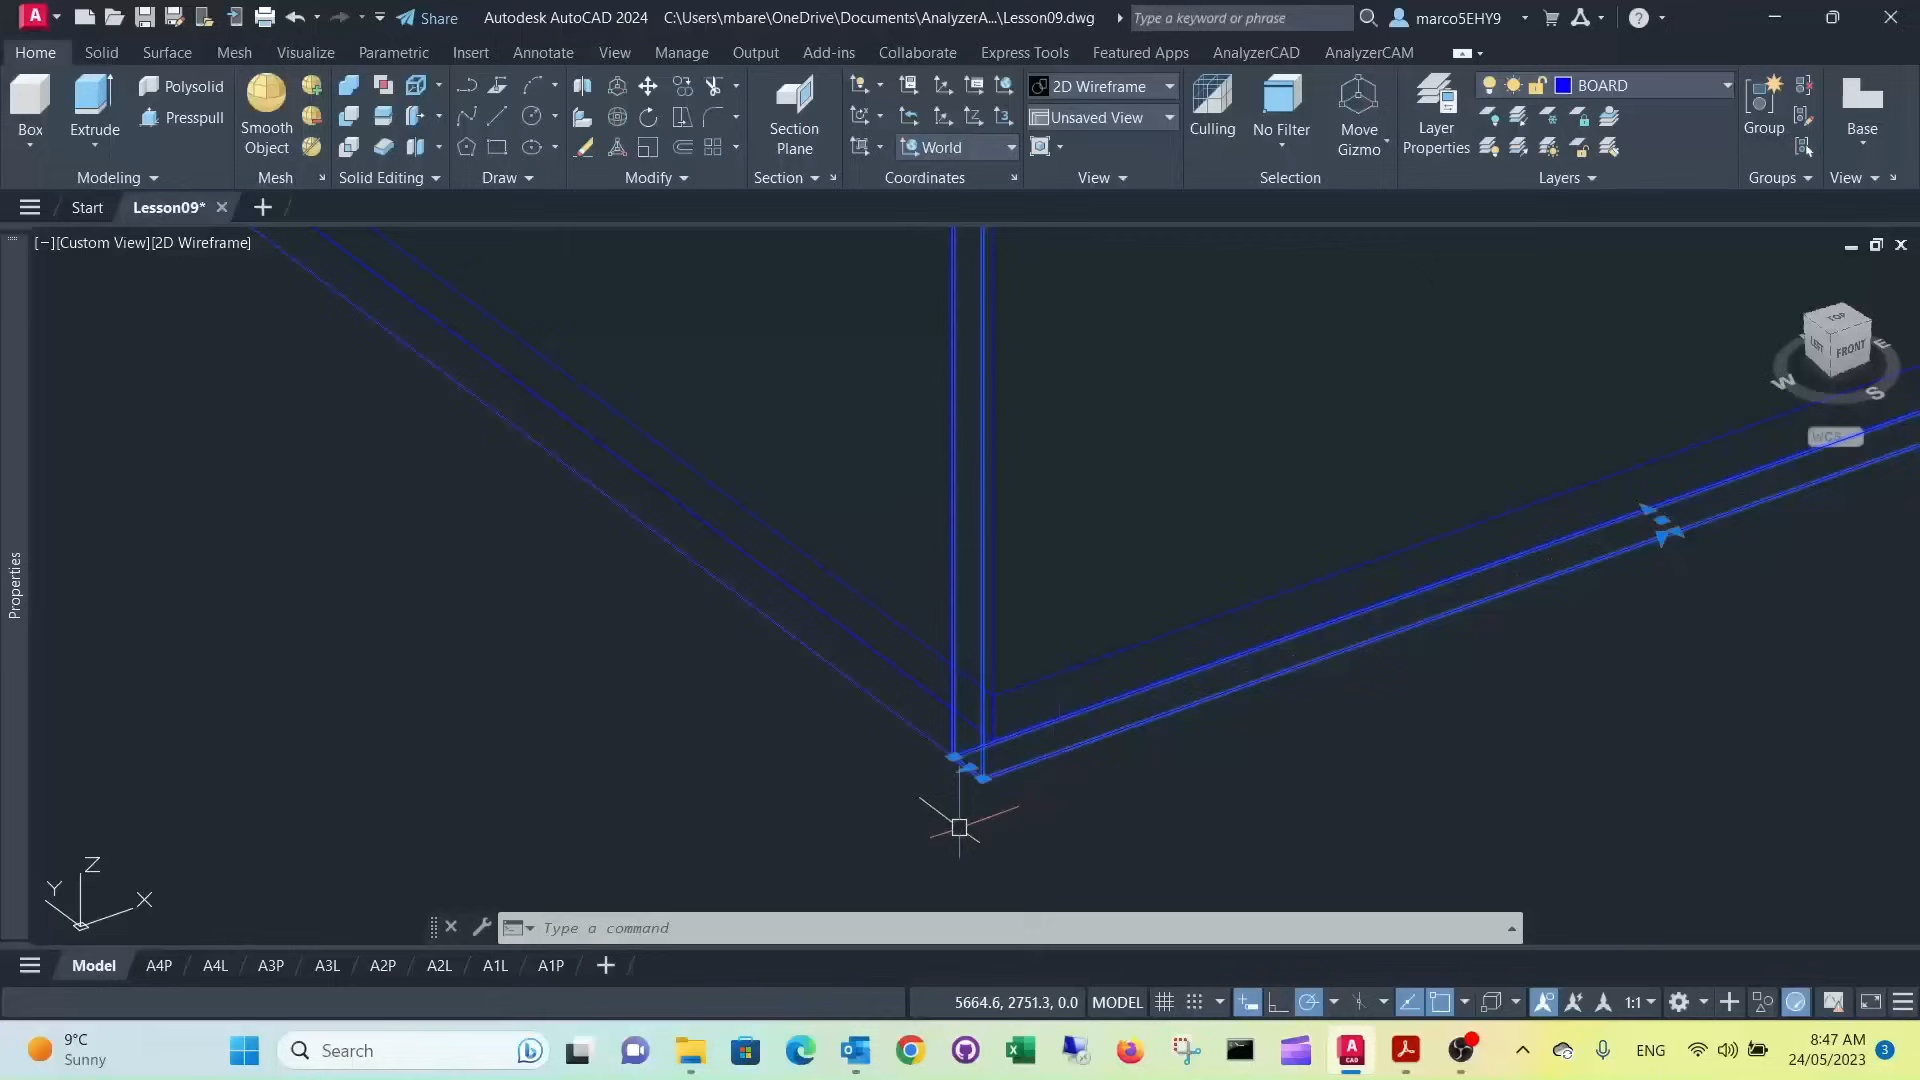 Share Autodesk AutoCAD 2024 C:\Users\mbare\OneDrive\Documents\AnalyzerA...\Lesson09.dwg Type a keyword or phrase marco5EHY9
Home Solid Surface Mesh Visualize Parametric Insert Annotate View Manage Output Add-ins Collaborate Express Tools Featured Apps AnalyzerCAD AnalyzerCAM
Box
Extrude
Polysolid
Presspull
Modeling
Smooth
Object
Mesh
Solid Editing
Draw
Modify
Section
Plane
Section
World
Coordinates
2D Wireframe
Unsaved View
View
Culling
No Filter
Move
Gizmo
Selection
Layer
Properties
BOARD
Layers
Group
Groups
Base
View
Start Lesson09*
[−][Custom View][2D Wireframe]
TOP
LEFT FRONT
E
W
S
WCS
Properties
Z
Y
X
Type a command
Model A4P A4L A3P A3L A2P A2L A1L A1P
5664.6, 2751.3, 0.0 MODEL 1:1
9°C
Sunny
Search
CAD
ENG
8:47 AM
24/05/2023
3